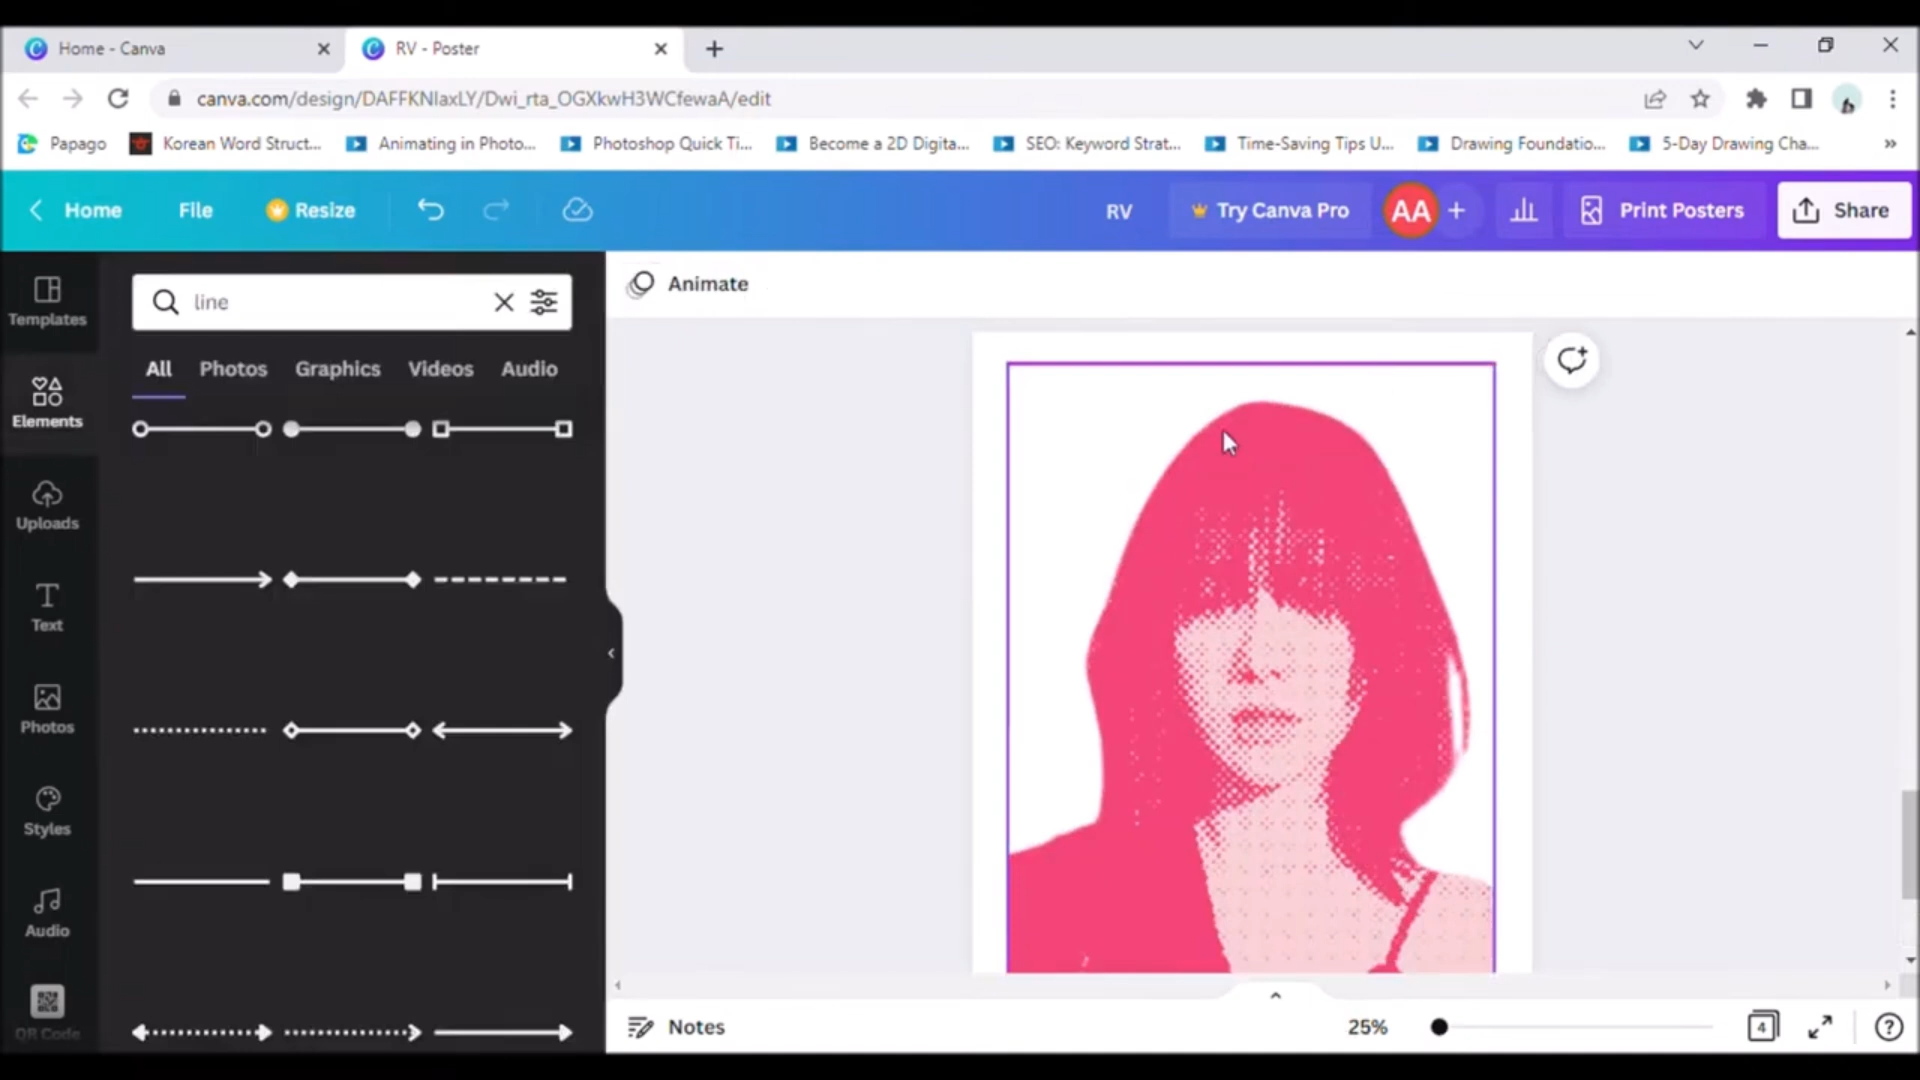 Home - Canva
RV - Poster
canva.com/design/DAFFKNlaxLY/Dwi_rta_OGXkwH3WCfewaA/edit
Papago
Korean Word Struct...
Animating in Photo...
Photoshop Quick Ti...
Become a 2D Digita...
SEO: Keyword Strat...
Time-Saving Tips U...
Drawing Foundatio...
5-Day Drawing Cha...
Home
File
Resize
RV
Try Canva Pro
AA
Print Posters
Share
Templates
Elements
Uploads
Text
Photos
Styles
Audio
QR Code
line
All
Photos
Graphics
Videos
Audio
Animate
Notes
25%
4